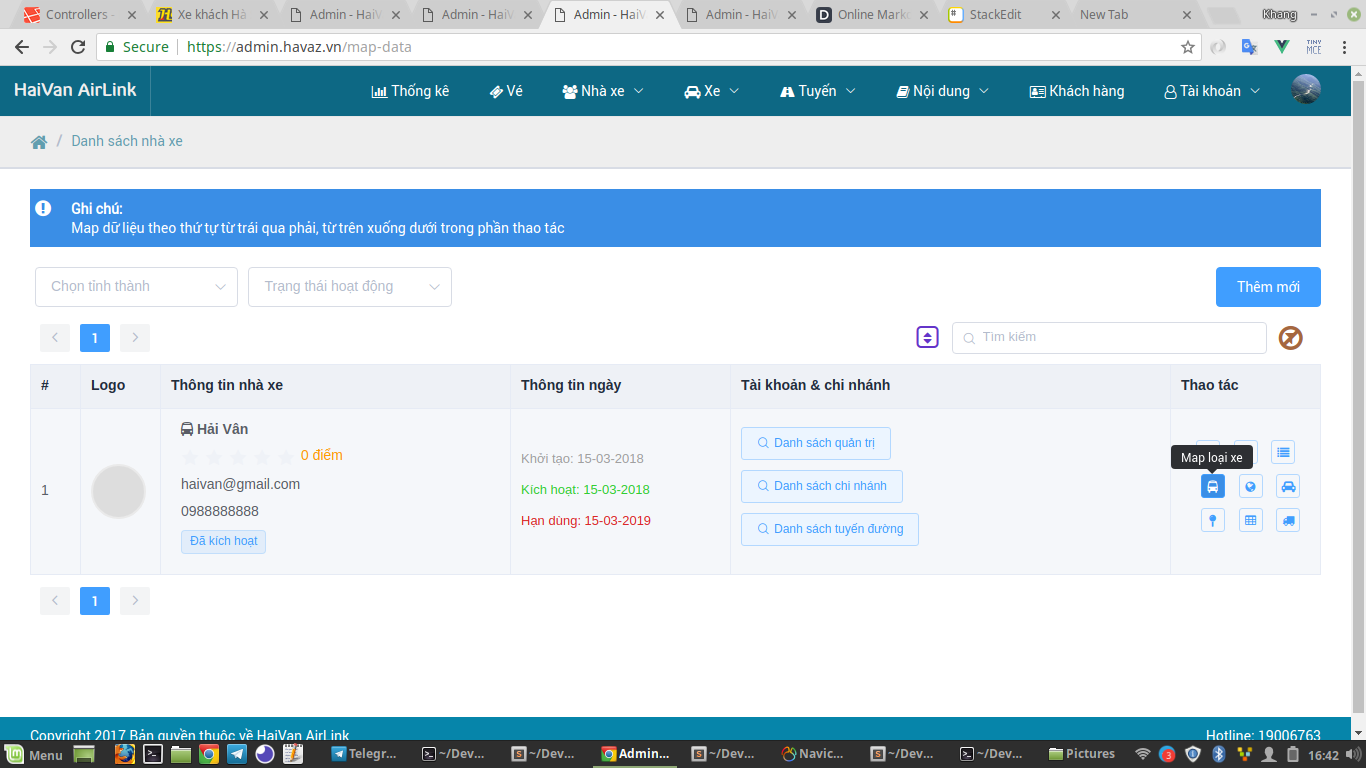 Controllers -
Xe khách Hà
Admin - HaiV
Admin - HaiV
Admin - HaiV
Admin - HaiV
Online Mark
StackEdit
New Tab
Khang
Secure
https://admin.havaz.vn/map-data
TINY
MCE
HaiVan AirLink
Thống kê
Vé
Nhà xe
Xe
Tuyến
Nội dung
Khách hàng
Tài khoản
/ Danh sách nhà xe
Ghi chú:
Map dữ liệu theo thứ tự từ trái qua phải, từ trên xuống dưới trong phần thao tác
Chọn tỉnh thành
Trạng thái hoạt động
Thêm mới
1
Tìm kiếm
# Logo Thông tin nhà xe Thông tin ngày Tài khoản & chi nhánh Thao tác
1
Hải Vân
0 điểm
haivan@gmail.com
0988888888
Đã kích hoạt
Khởi tạo: 15-03-2018
Kích hoạt: 15-03-2018
Hạn dùng: 15-03-2019
Danh sách quản trị
Danh sách chi nhánh
Danh sách tuyến đường
Map loại xe
1
Copyright 2017 Bản quyền thuộc về HaiVan AirLink
Hotline: 19006763
Menu
Telegr...
~/Dev...
~/Dev...
Admin...
~/Dev...
Navic...
~/Dev...
~/Dev...
Pictures
3
16:42